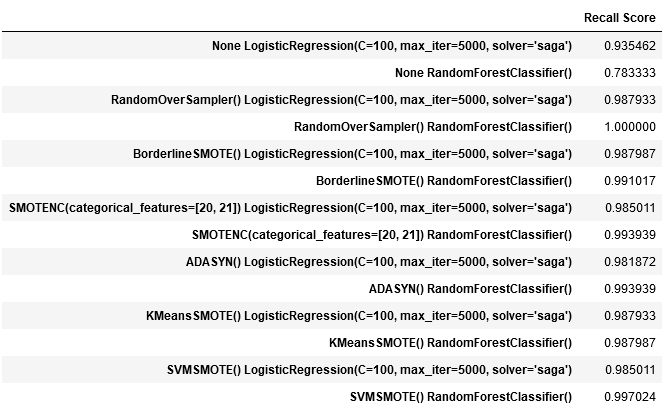 Recall Score
None LogisticRegression(C=100, max_iter=5000, solver='saga') 0.935462
None RandomForestClassifier() 0.783333
RandomOverSampler() LogisticRegression(C=100, max_iter=5000, solver='saga') 0.987933
RandomOverSampler() RandomForestClassifier() 1.000000
BorderlineSMOTE() LogisticRegression(C=100, max_iter=5000, solver='saga') 0.987987
BorderlineSMOTE() RandomForestClassifier() 0.991017
SMOTENC(categorical_features=[20, 21]) LogisticRegression(C=100, max_iter=5000, solver='saga') 0.985011
SMOTENC(categorical_features=[20, 21]) RandomForestClassifier() 0.993939
ADASYN() LogisticRegression(C=100, max_iter=5000, solver='saga') 0.981872
ADASYN() RandomForestClassifier() 0.993939
KMeansSMOTE() LogisticRegression(C=100, max_iter=5000, solver='saga') 0.987933
KMeansSMOTE() RandomForestClassifier() 0.987987
SVMSMOTE() LogisticRegression(C=100, max_iter=5000, solver='saga') 0.985011
SVMSMOTE() RandomForestClassifier() 0.997024